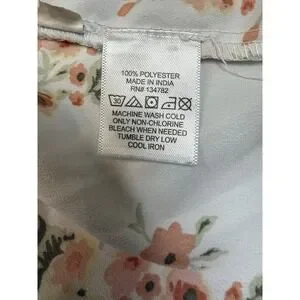 100% POLYESTER
MADE IN INDIA
RN# 134782
30
MACHINE WASH COLD
ONLY NON-CHLORINE
BLEACH WHEN NEEDED
TUMBLE DRY LOW
COOL IRON